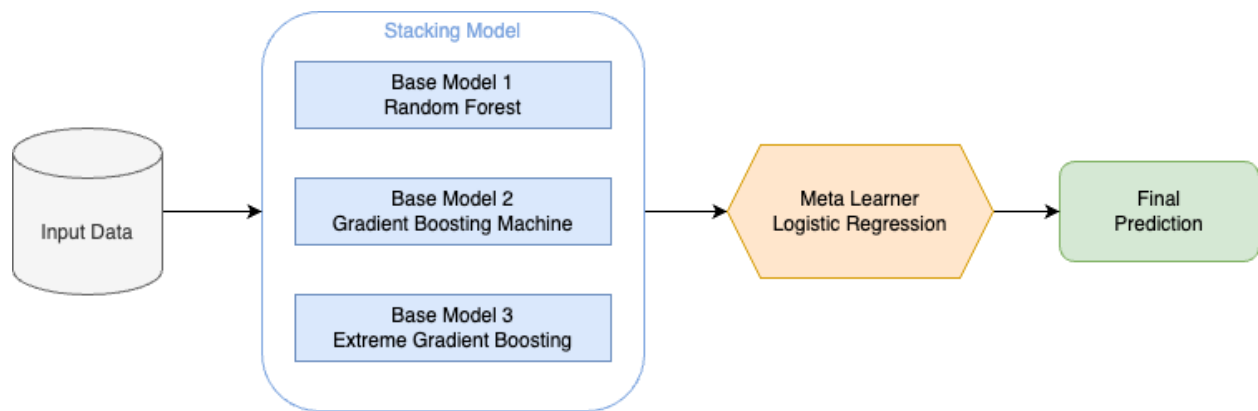 Stacking Model
Base Model 1
Random Forest
Input Data
Base Model 2
Gradient Boosting Machine
Base Model 3
Extreme Gradient Boosting
Meta Learner
Logistic Regression
Final
Prediction